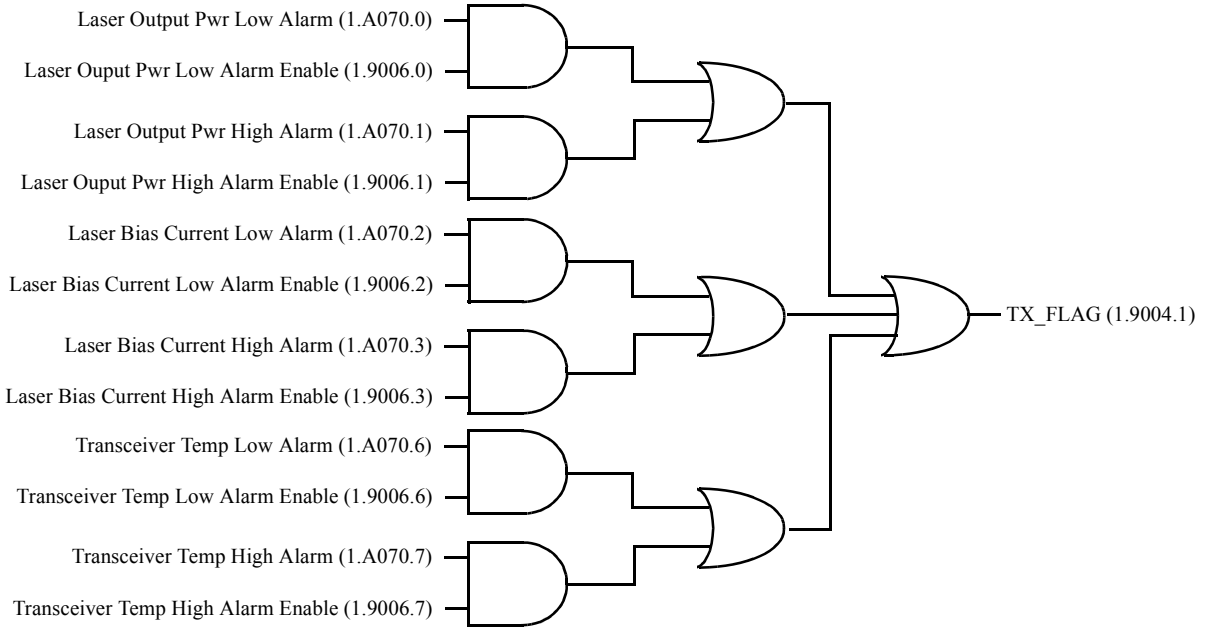 Laser Output Pwr Low Alarm (1.A070.0)
Laser Ouput Pwr Low Alarm Enable (1.9006.0)
Laser Output Pwr High Alarm (1.A070.1)
Laser Ouput Pwr High Alarm Enable (1.9006.1)
Laser Bias Current Low Alarm (1.A070.2)
Laser Bias Current Low Alarm Enable (1.9006.2)
TX_FLAG (1.9004.1)
Laser Bias Current High Alarm (1.A070.3)
Laser Bias Current High Alarm Enable (1.9006.3)
Transceiver Temp Low Alarm (1.A070.6)
Transceiver Temp Low Alarm Enable (1.9006.6)
Transceiver Temp High Alarm (1.A070.7)
Transceiver Temp High Alarm Enable (1.9006.7)